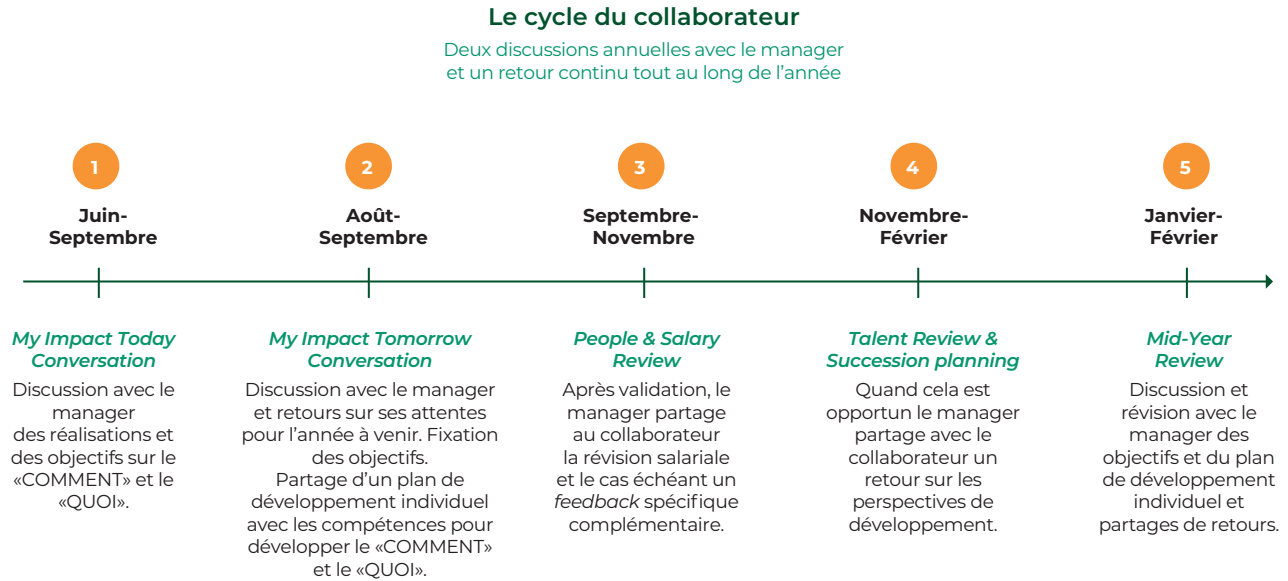 Le cycle du collaborateur
Deux discussions annuelles avec le manager
et un retour continu tout au long de l’année
1
Juin-
Septembre
My Impact Today
Conversation
Discussion avec le
manager
des réalisations et
des objectifs sur le
«COMMENT» et le
«QUOI».
2
Août-
Septembre
My Impact Tomorrow
Conversation
Discussion avec le manager
et retours sur ses attentes
pour l’année à venir. Fixation
des objectifs.
Partage d’un plan de
développement individuel
avec les compétences pour
développer le «COMMENT»
et le «QUOI».
3
Septembre-
Novembre
People & Salary
Review
Après validation, le
manager partage
au collaborateur
la révision salariale
et le cas échéant un
feedback spécifique
complémentaire.
4
Novembre-
Février
Talent Review &
Succession planning
Quand cela est
opportun le manager
partage avec le
collaborateur un
retour sur les
perspectives de
développement.
5
Janvier-
Février
Mid-Year
Review
Discussion et
révision avec le
manager des
objectifs et du plan
de développement
individuel et
partages de retours.